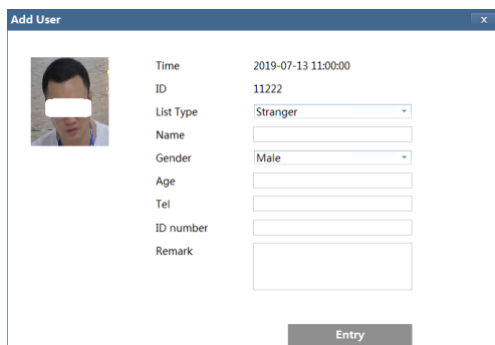 Add User x
Time 2019-07-13 11:00:00
ID 11222
List Type Stranger
Name
Gender Male
Age
Tel
ID number
Remark
Entry